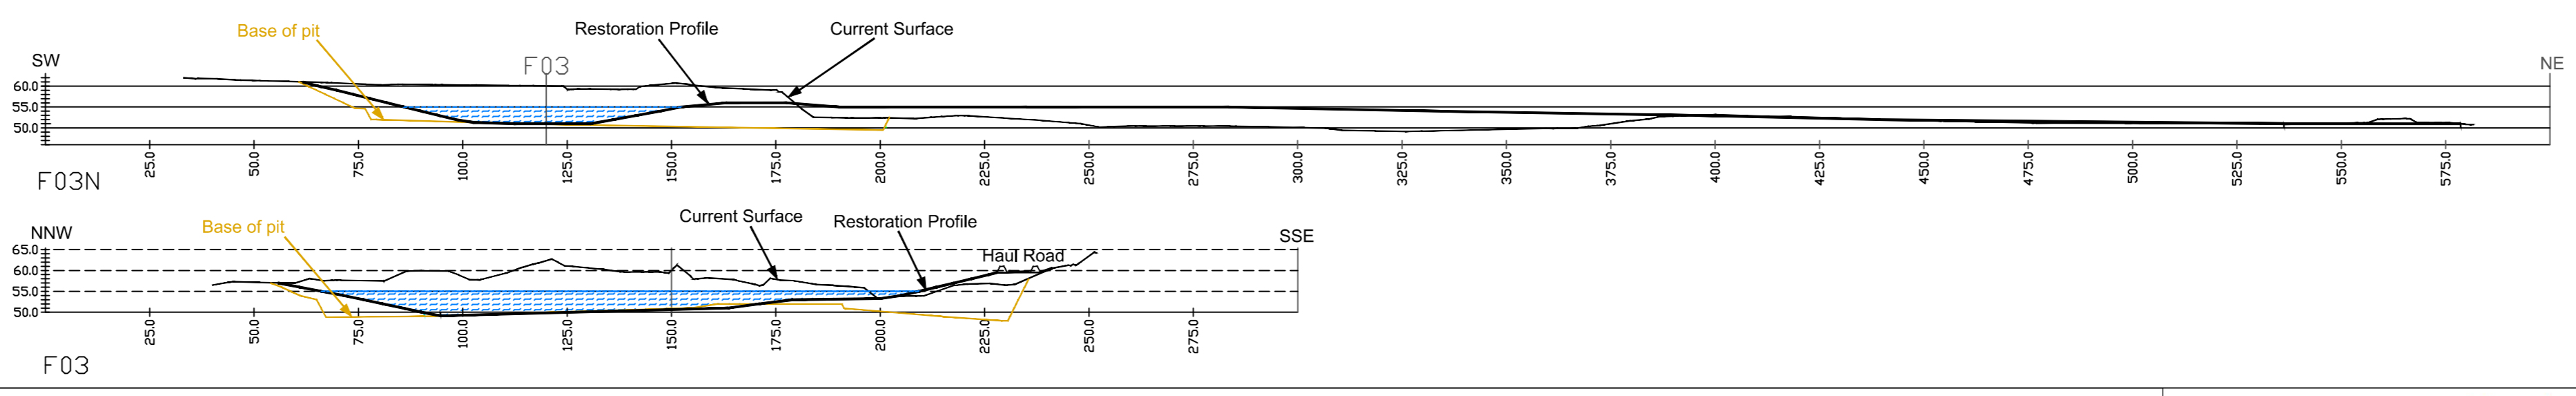 Base of pit
Restoration Profile
Current Surface
SW
F03
NE
60.0
55.0
50.0
25.0
50.0
75.0
100.0
125.0
150.0
175.0
200.0
225.0
250.0
275.0
300.0
325.0
350.0
375.0
400.0
425.0
450.0
475.0
500.0
525.0
550.0
575.0
F03N
Base of pit
Current Surface
Restoration Profile
NNW
SSE
Haul Road
65.0
60.0
55.0
50.0
25.0
50.0
75.0
100.0
125.0
150.0
175.0
200.0
225.0
250.0
275.0
F03